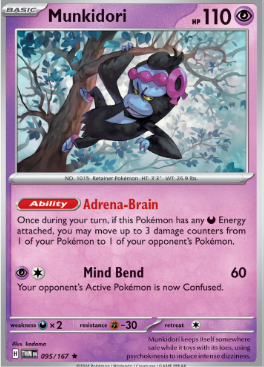 BASIC
Munkidori
HP 110
NO. 1015 Retainer Pokémon HT: 3'3" WT: 26.9 lbs.
Ability Adrena-Brain
Once during your turn, if this Pokémon has any Energy
attached, you may move up to 3 damage counters from
1 of your Pokémon to 1 of your opponent's Pokémon.
Mind Bend 60
Your opponent's Active Pokémon is now Confused.
weakness ×2 resistance -30 retreat
Illus. kodama
H TWM EN 095/167 ★
Munkidori keeps itself somewhere
safe while it toys with its foes, using
psychokinesis to induce intense dizziness.